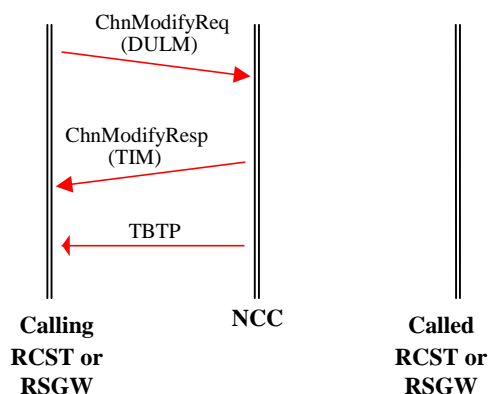 ChnModifyReq
(DULM)
ChnModifyResp
(TIM)
TBTP
Calling
RCST or
RSGW
NCC
Called
RCST or
RSGW